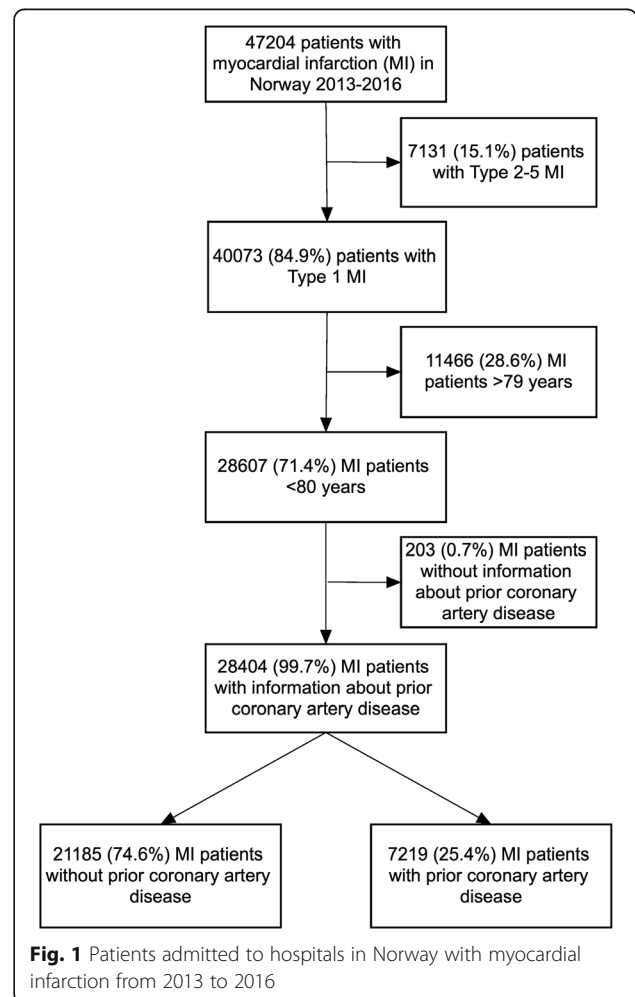 47204 patients with
myocardial infarction (MI) in
Norway 2013-2016
7131 (15.1%) patients
with Type 2-5 MI
40073 (84.9%) patients with
Type 1 MI
11466 (28.6%) MI
patients >79 years
28607 (71.4%) MI patients
<80 years
203 (0.7%) MI patients
without information
about prior coronary
artery disease
28404 (99.7%) MI patients
with information about prior
coronary artery disease
21185 (74.6%) MI patients
without prior coronary artery
disease
7219 (25.4%) MI patients
with prior coronary artery
disease
Fig. 1 Patients admitted to hospitals in Norway with myocardial
infarction from 2013 to 2016